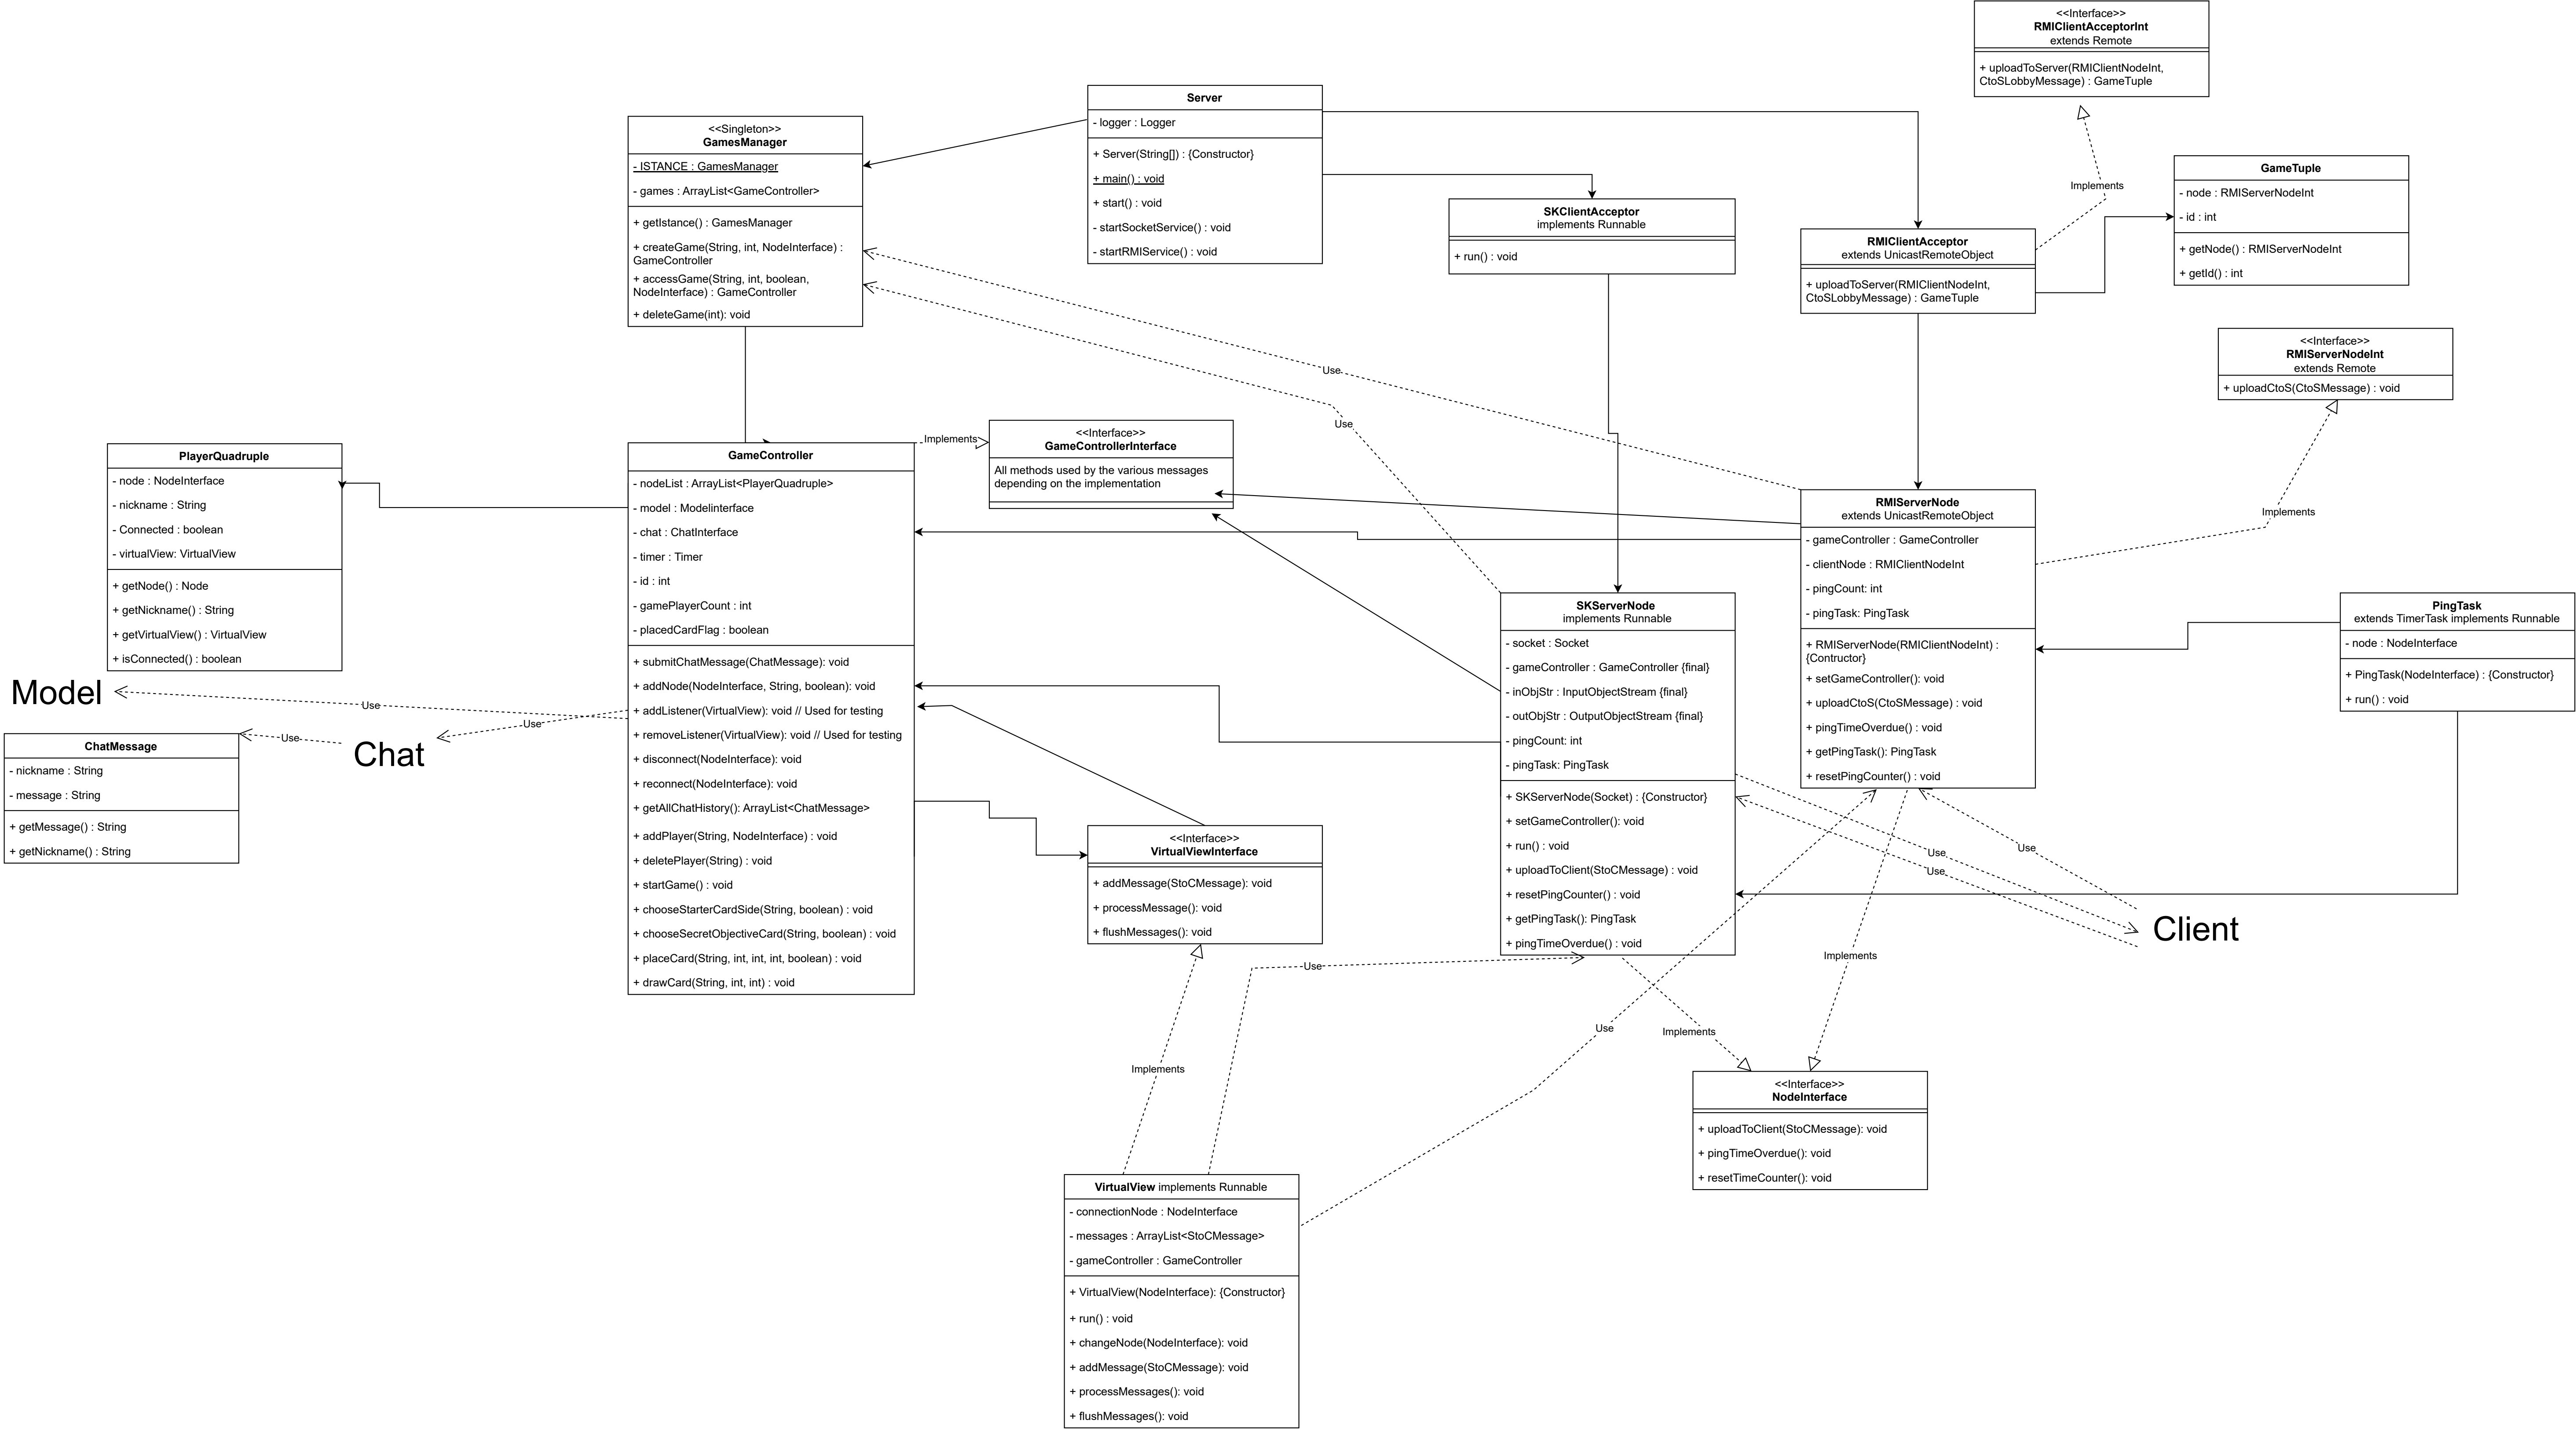 <<Interface>>
RMIClientAcceptorInt
extends Remote
+ uploadToServer(RMIClientNodeInt,
CtoSLobbyMessage) : GameTuple
Server
- logger : Logger
+ Server(String[]) : {Constructor}
+ main() : void
+ start() : void
- startSocketService() : void
- startRMIService() : void
<<Singleton>>
GamesManager
- ISTANCE : GamesManager
- games : ArrayList<GameController>
+ getIstance() : GamesManager
+ createGame(String, int, NodeInterface) :
GameController
+ accessGame(String, int, boolean,
NodeInterface) : GameController
+ deleteGame(int): void
SKClientAcceptor
implements Runnable
+ run() : void
RMIClientAcceptor
extends UnicastRemoteObject
+ uploadToServer(RMIClientNodeInt,
CtoSLobbyMessage) : GameTuple
Implements
GameTuple
- node : RMIServerNodeInt
- id : int
+ getNode() : RMIServerNodeInt
+ getId() : int
<<Interface>>
RMIServerNodeInt
extends Remote
+ uploadCtoS(CtoSMessage) : void
Use
Use
Implements
<<Interface>>
GameControllerInterface
All methods used by the various messages
depending on the implementation
PlayerQuadruple
- node : NodeInterface
- nickname : String
- Connected : boolean
- virtualView: VirtualView
+ getNode() : Node
+ getNickname() : String
+ getVirtualView() : VirtualView
+ isConnected() : boolean
GameController
- nodeList : ArrayList<PlayerQuadruple>
- model : Modelinterface
- chat : ChatInterface
- timer : Timer
- id : int
- gamePlayerCount : int
- placedCardFlag : boolean
+ submitChatMessage(ChatMessage): void
+ addNode(NodeInterface, String, boolean): void
+ addListener(VirtualView): void // Used for testing
+ removeListener(VirtualView): void // Used for testing
+ disconnect(NodeInterface): void
+ reconnect(NodeInterface): void
+ getAllChatHistory(): ArrayList<ChatMessage>
+ addPlayer(String, NodeInterface) : void
+ deletePlayer(String) : void
+ startGame() : void
+ chooseStarterCardSide(String, boolean) : void
+ chooseSecretObjectiveCard(String, boolean) : void
+ placeCard(String, int, int, int, boolean) : void
+ drawCard(String, int, int) : void
RMIServerNode
extends UnicastRemoteObject
- gameController : GameController
- clientNode : RMIClientNodeInt
- pingCount: int
- pingTask: PingTask
+ RMIServerNode(RMIClientNodeInt) :
{Contructor}
+ setGameController(): void
+ uploadCtoS(CtoSMessage) : void
+ pingTimeOverdue() : void
+ getPingTask(): PingTask
+ resetPingCounter() : void
Implements
SKServerNode
implements Runnable
- socket : Socket
- gameController : GameController {final}
- inObjStr : InputObjectStream {final}
- outObjStr : OutputObjectStream {final}
- pingCount: int
- pingTask: PingTask
+ SKServerNode(Socket) : {Constructor}
+ setGameController(): void
+ run() : void
+ uploadToClient(StoCMessage) : void
+ resetPingCounter() : void
+ getPingTask(): PingTask
+ pingTimeOverdue() : void
PingTask
extends TimerTask implements Runnable
- node : NodeInterface
+ PingTask(NodeInterface) : {Constructor}
+ run() : void
Model
Use
Use
Use
Chat
ChatMessage
- nickname : String
- message : String
+ getMessage() : String
+ getNickname() : String
<<Interface>>
VirtualViewInterface
+ addMessage(StoCMessage): void
+ processMessage(): void
+ flushMessages(): void
Use
Use
Use
Client
Implements
Use
Use
Implements
Implements
<<Interface>>
NodeInterface
+ uploadToClient(StoCMessage): void
+ pingTimeOverdue(): void
+ resetTimeCounter(): void
VirtualView implements Runnable
- connectionNode : NodeInterface
- messages : ArrayList<StoCMessage>
- gameController : GameController
+ VirtualView(NodeInterface): {Constructor}
+ run() : void
+ changeNode(NodeInterface): void
+ addMessage(StoCMessage): void
+ processMessages(): void
+ flushMessages(): void